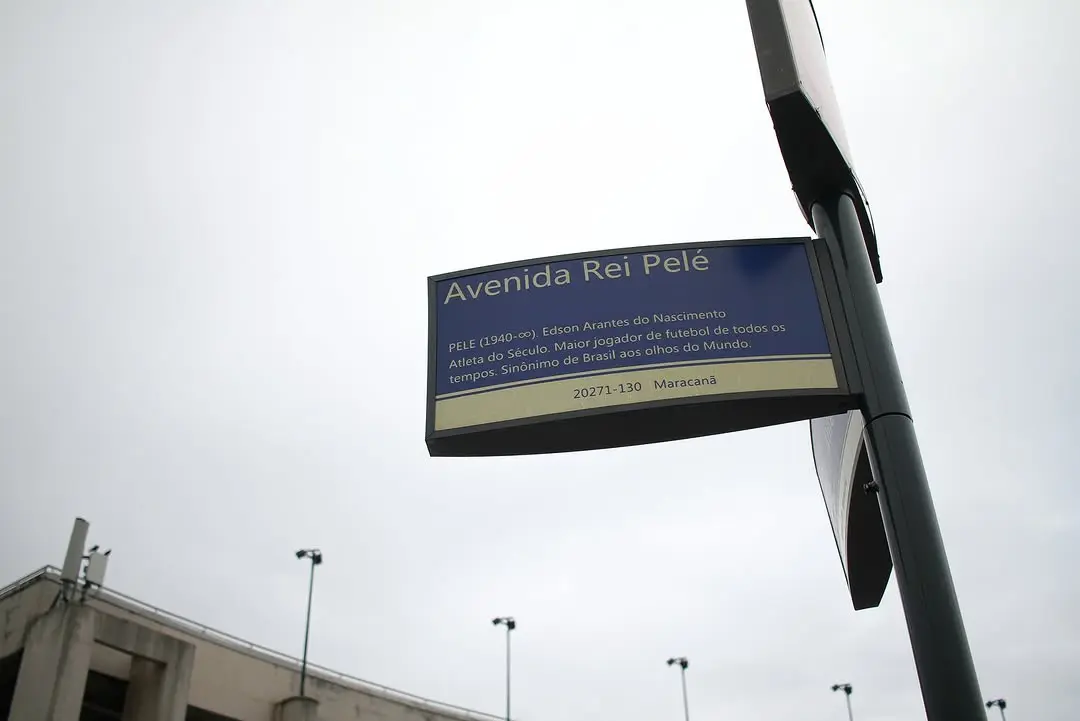 Avenida Rei Pelé
PELE (1940-∞) Edson Arantes do Nascimento
Atleta do Século. Maior jogador de futebol de todos os
tempos. Sinônimo de Brasil aos olhos do Mundo.
20271-130 Maracanã